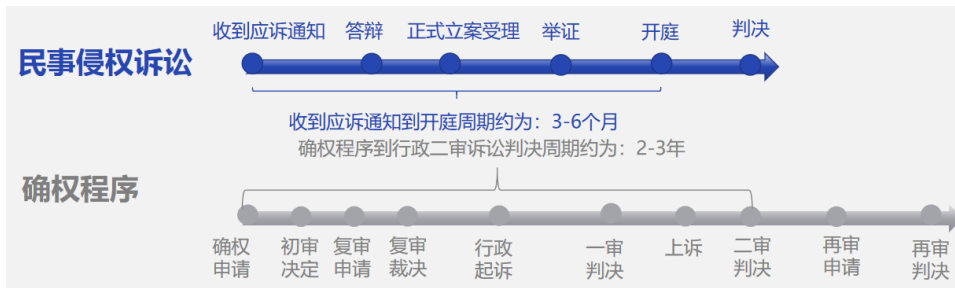 收到应诉通知 答辩 正式立案受理 举证 开庭 判决
民事侵权诉讼
收到应诉通知到开庭周期约为：3-6个月
确权程序到行政二审诉讼判决周期约为：2-3年
确权程序
确权 初审 复审 复审 行政 一审 上诉 二审 再审 再审
申请 决定 申请 裁决 起诉 判决 判决 申请 判决